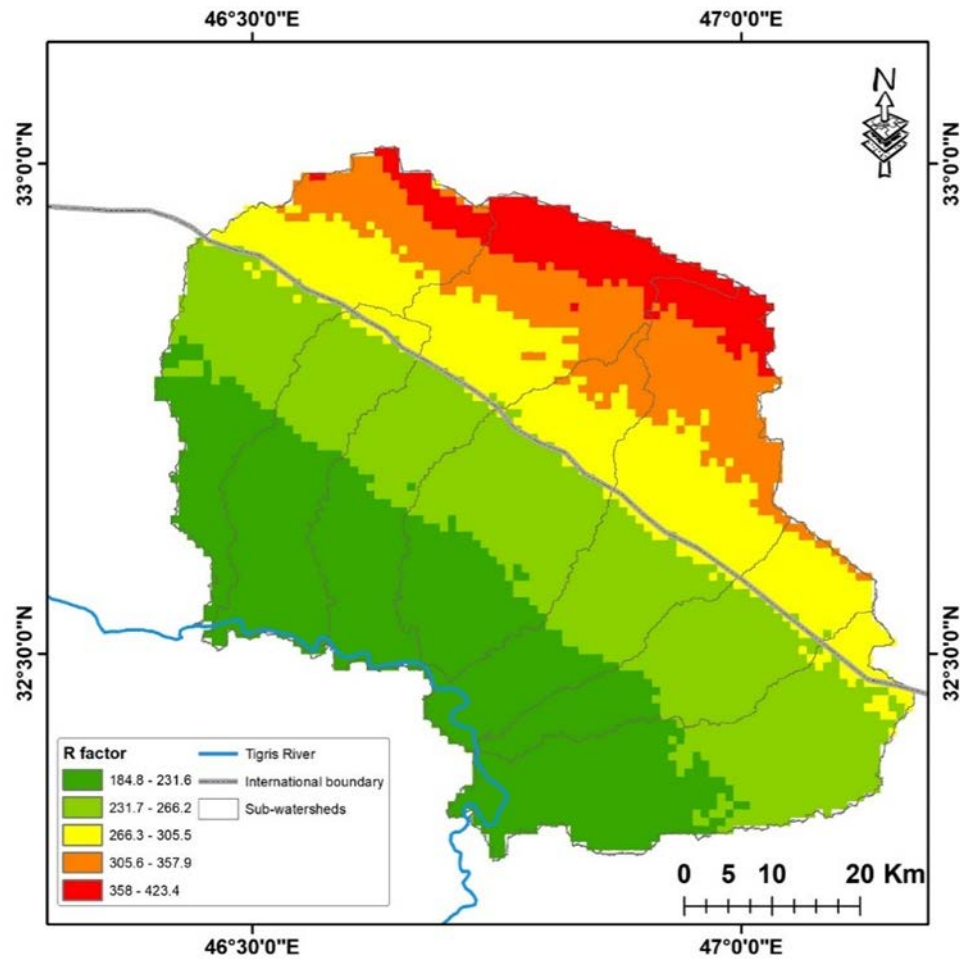 46°30'0"E 47°0'0"E
N
33°0'0"N 33°0'0"N
32°30'0"N 32°30'0"N
R factor
184.8 - 231.6
231.7 - 266.2
266.3 - 305.5
305.6 - 357.9
358 - 423.4
Tigris River
International boundary
Sub-watersheds
0 5 10 20 Km
46°30'0"E 47°0'0"E